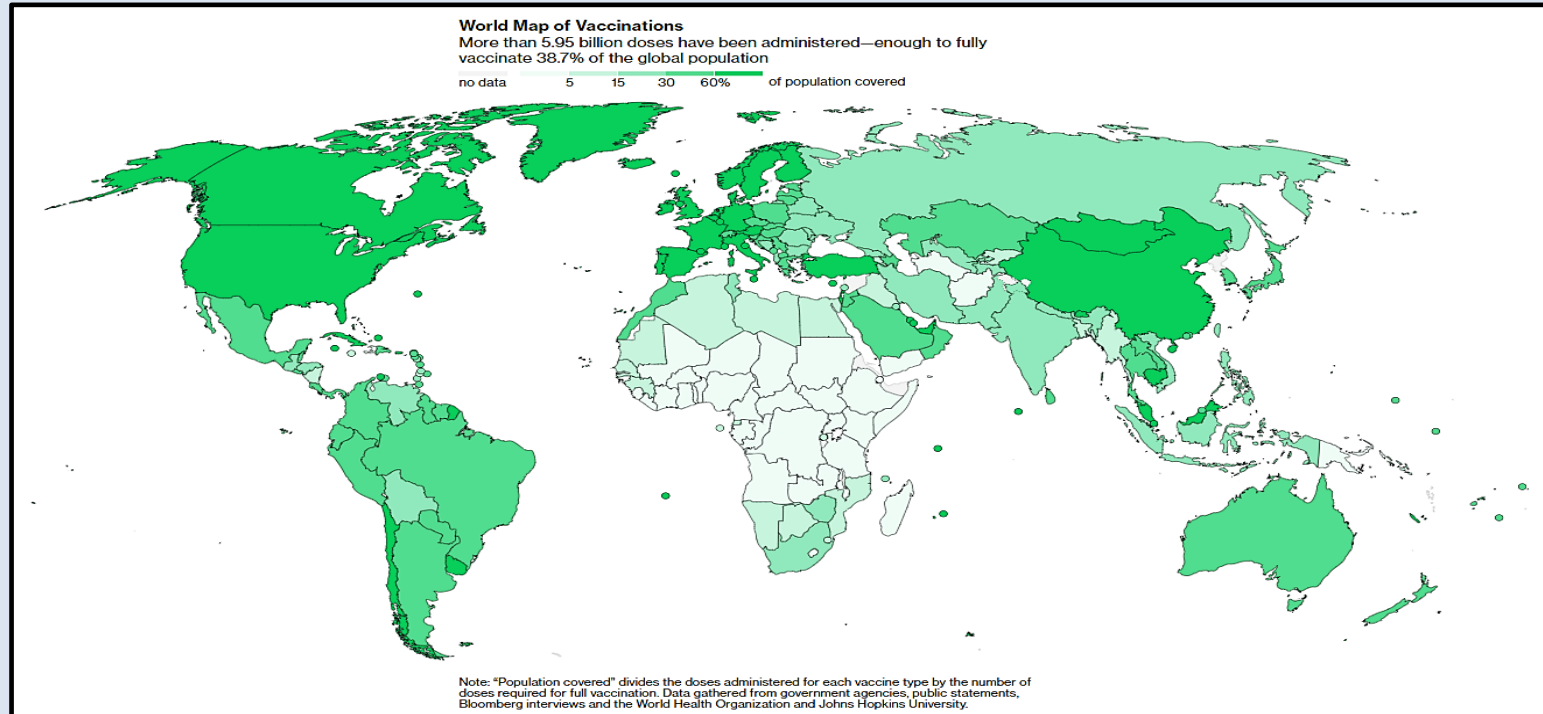 World Map of Vaccinations
More than 5.95 billion doses have been administered—enough to fully
vaccinate 38.7% of the global population
no data 5 15 30 60% of population covered
Note: “Population covered” divides the doses administered for each vaccine type by the number of
doses required for full vaccination. Data gathered from government agencies, public statements,
Bloomberg interviews and the World Health Organization and Johns Hopkins University.